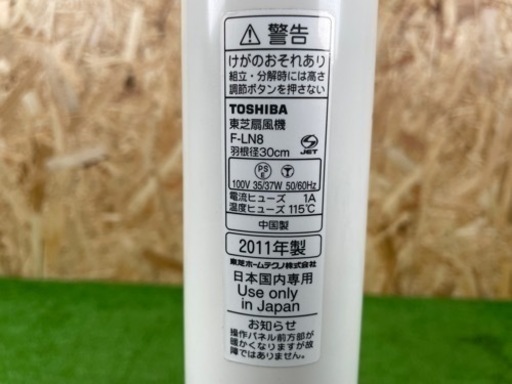 警告
けがのおそれあり
組立・分解時には高さ
調節ボタンを押さない
TOSHIBA
東芝扇風機
F-LN8
羽根径30cm
JET
PS E T
100V 35/37W 50/60Hz
電流ヒューズ 1A
温度ヒューズ 115℃
中国製
2011年製
東芝ホームテクノ株式会社
日本国内専用
Use only
in Japan
お知らせ
操作パネル前方部が
暖かくなりますが故
障ではありません。